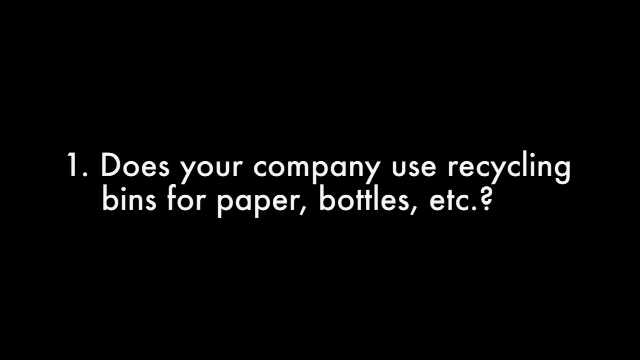 1. Does your company use recycling
bins for paper, bottles, etc.?